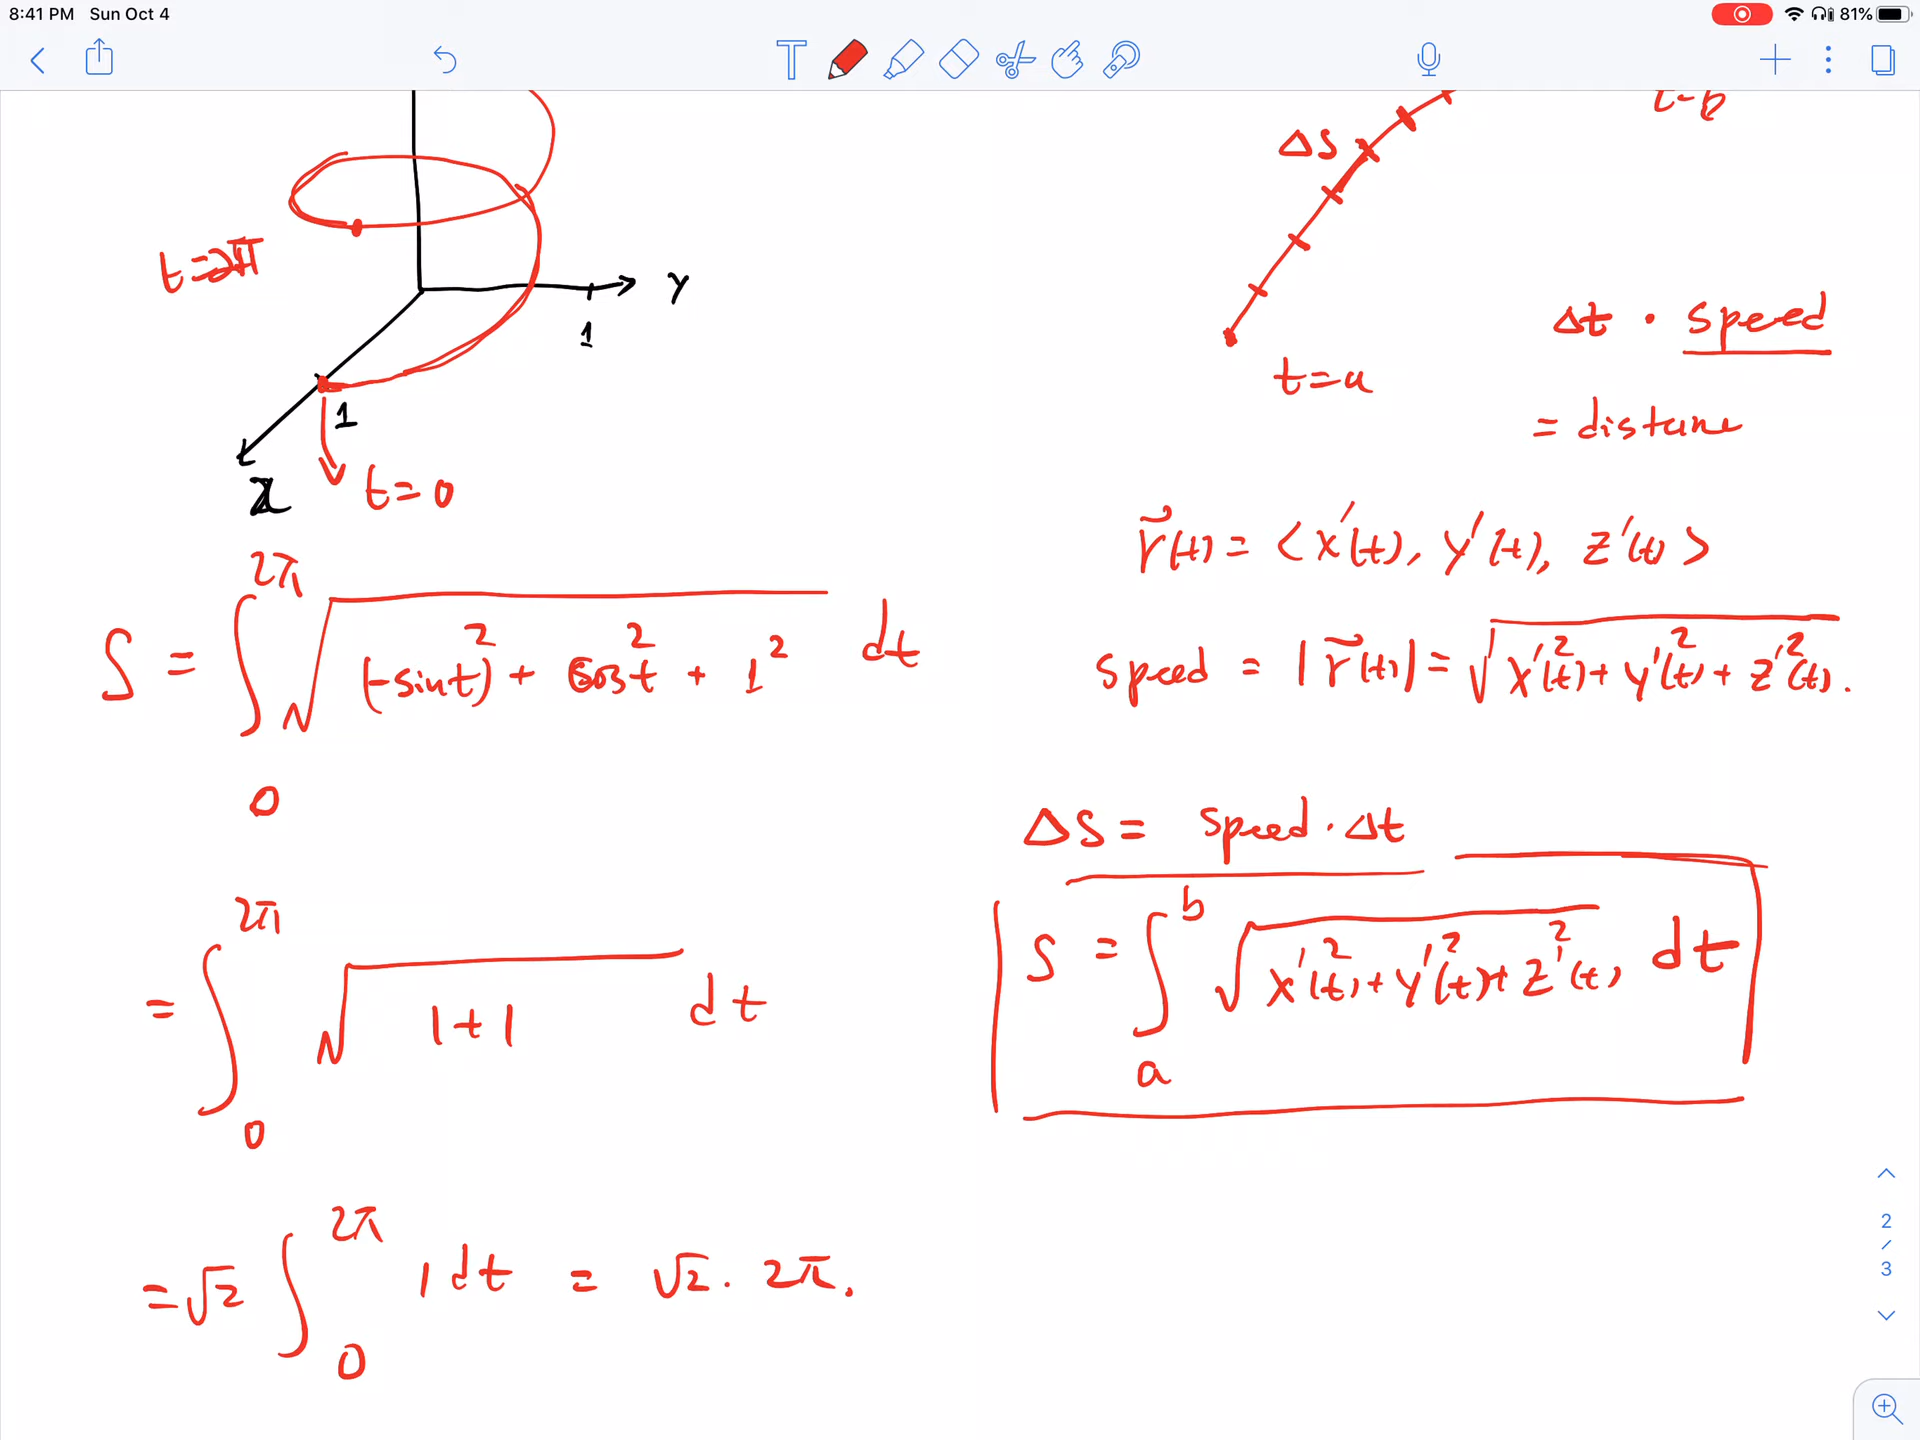 8:41 PM Sun Oct 4
81%
t=2π
y
1
1
x
t=0
S = ∫₀^2π √((-sint)² + cos²t + 1²) dt
= ∫₀^2π √(1+1) dt
= √2 ∫₀^2π 1 dt = √2 · 2π.
t=b
ΔS
t=a
Δt · speed
= distance
r⃗(t) = <x'(t), y'(t), z'(t)>
speed = |r⃗(t)| = √(x'²(t) + y'²(t) + z'²(t)).
ΔS = speed · Δt
S = ∫ₐ^b √(x'²(t) + y'²(t) + z'²(t)) dt
2
/
3